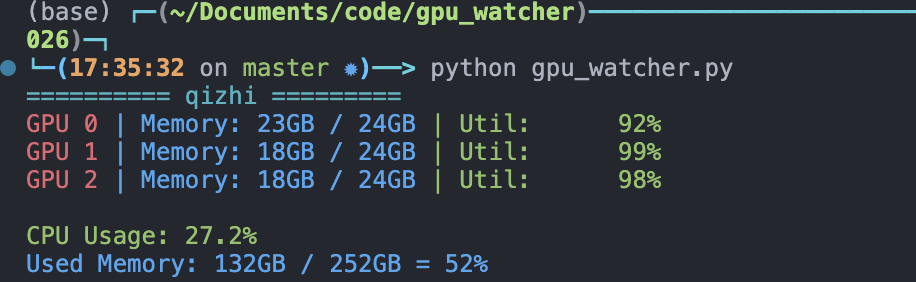 (base) ┌─(~/Documents/code/gpu_watcher)────────────────────
026)─┐
└─(17:35:32 on master ✹)──> python gpu_watcher.py
========== qizhi =========
GPU 0 | Memory: 23GB / 24GB | Util:      92%
GPU 1 | Memory: 18GB / 24GB | Util:      99%
GPU 2 | Memory: 18GB / 24GB | Util:      98%
CPU Usage: 27.2%
Used Memory: 132GB / 252GB = 52%